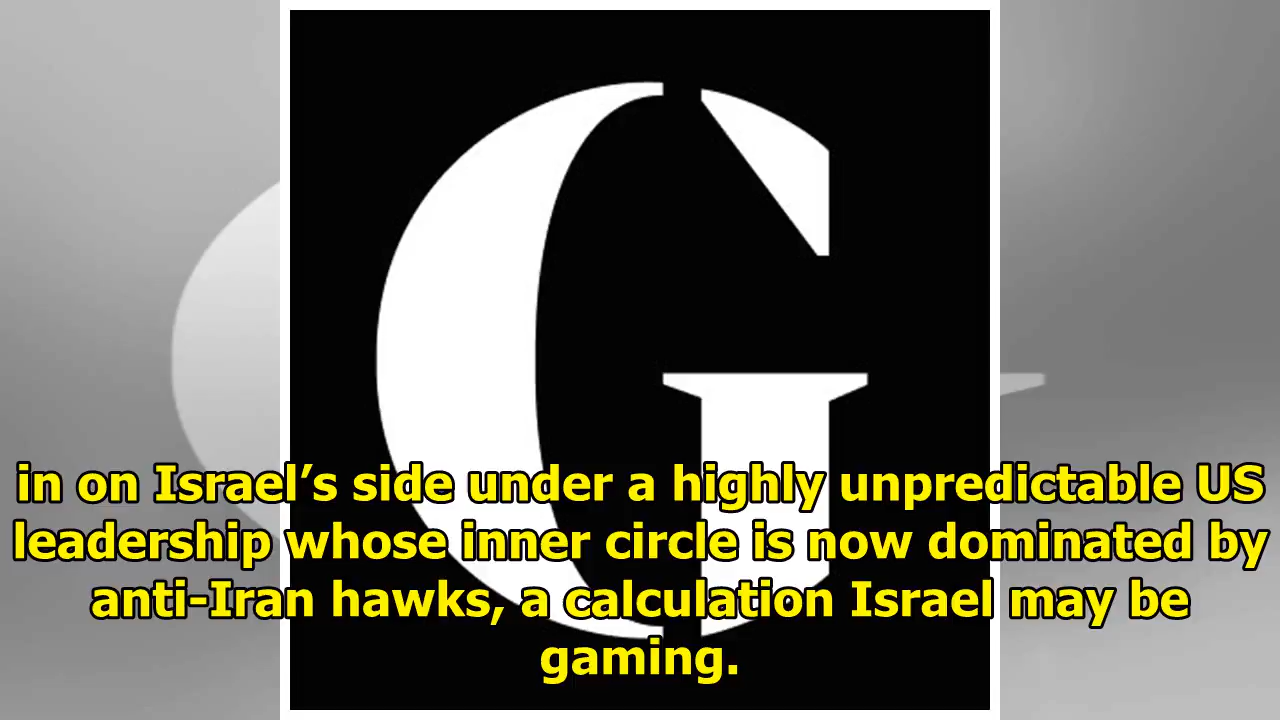 G
in on Israel’s side under a highly unpredictable US
leadership whose inner circle is now dominated by
anti-Iran hawks, a calculation Israel may be
gaming.